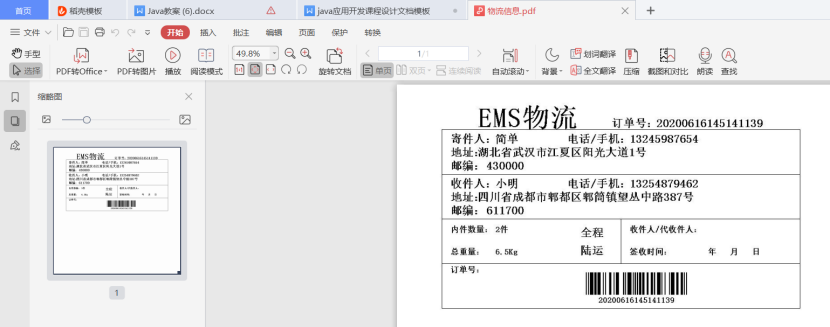 首页 稻壳模板 Java教案 (6).docx java应用开发课程设计文档模板 物流信息.pdf
文件 开始 插入 批注 编辑 页面 保护 转换
手型 49.8% 1/1 划词翻译
选择 PDF转Office PDF转图片 播放 阅读模式 旋转文档 单页 双页 连续阅读 自动滚动 背景 全文翻译 压缩 截图和对比 朗读 查找
缩略图
EMS物流
订单号：20200616145141139
寄件人：简单 电话/手机：13245987654
地址:湖北省武汉市江夏区阳光大道1号
邮编：430000
收件人：小明 电话/手机：13254879462
地址:四川省成都市郫都区郫筒镇望丛中路387号
邮编：611700
内件数量：2件 全程 收件人/代收件人：
总重量：6.5Kg 陆运 签收时间： 年 月 日
订单号：
20200616145141139
1